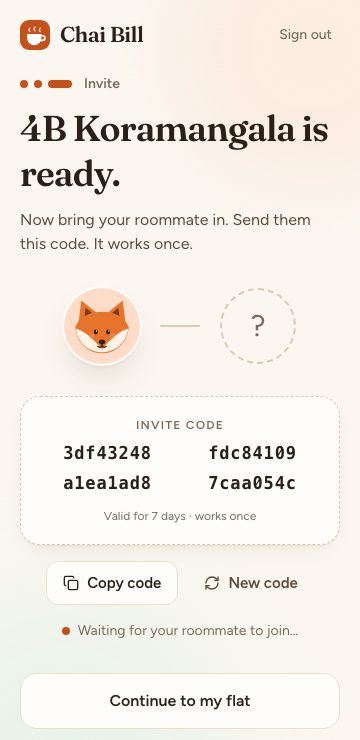 Chai Bill
Sign out
Invite
4B Koramangala is
ready.
Now bring your roommate in. Send them
this code. It works once.
?
INVITE CODE
3df43248 fdc84109
a1ea1ad8 7caa054c
Valid for 7 days · works once
Copy code
New code
Waiting for your roommate to join...
Continue to my flat